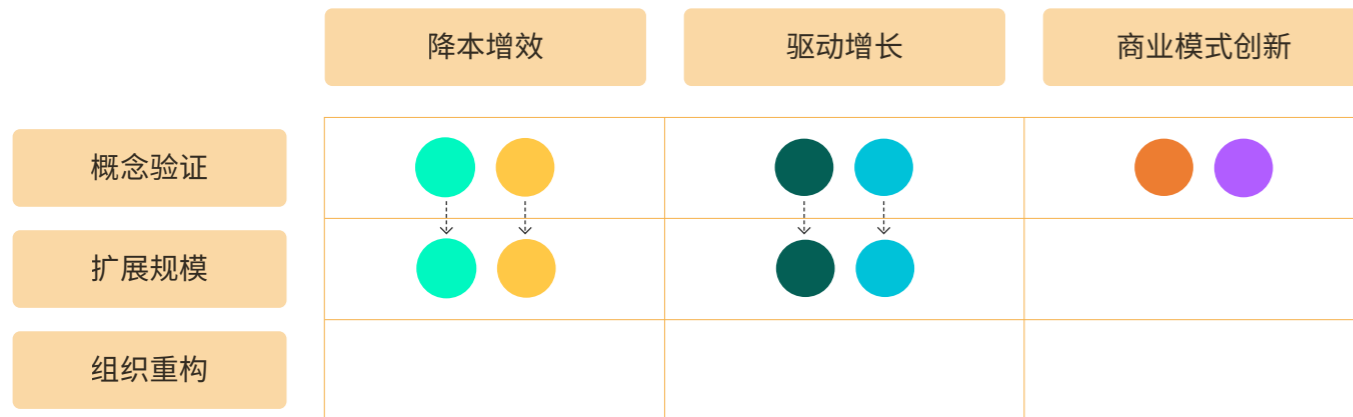 降本增效
驱动增长
商业模式创新
概念验证
扩展规模
组织重构